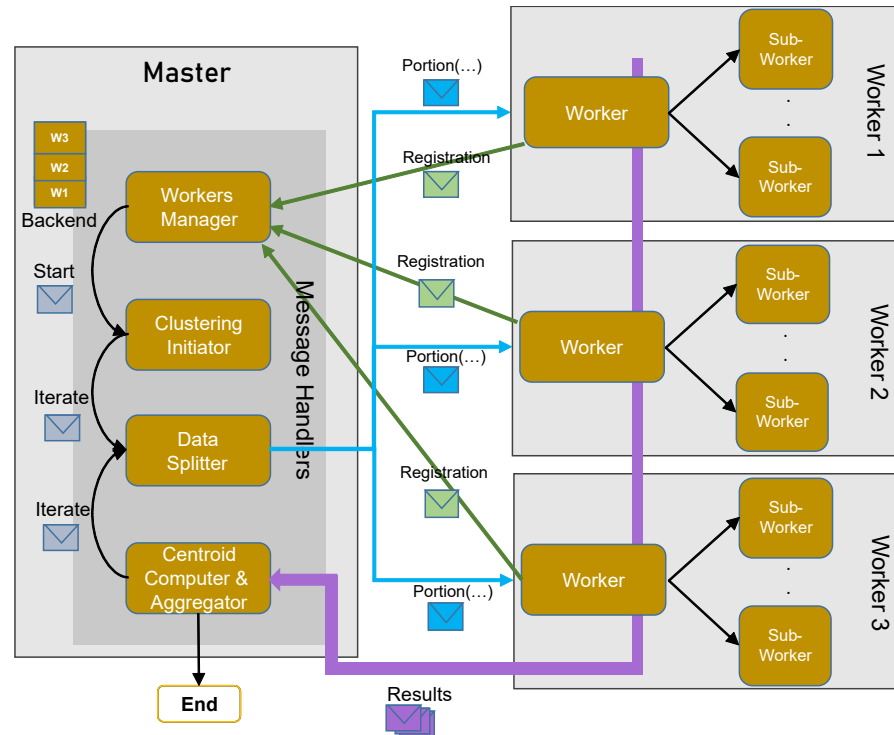 Master
W3
W2
W1
Backend
Workers
Manager
Start
Clustering
Initiator
Iterate
Data
Splitter
Iterate
Centroid
Computer &
Aggregator
End
Message Handlers
Portion(...)
Registration
Registration
Portion(...)
Registration
Portion(...)
Results
Worker
Sub-
Worker
.
.
Sub-
Worker
Worker 1
Worker
Sub-
Worker
.
.
Sub-
Worker
Worker 2
Worker
Sub-
Worker
.
.
Sub-
Worker
Worker 3